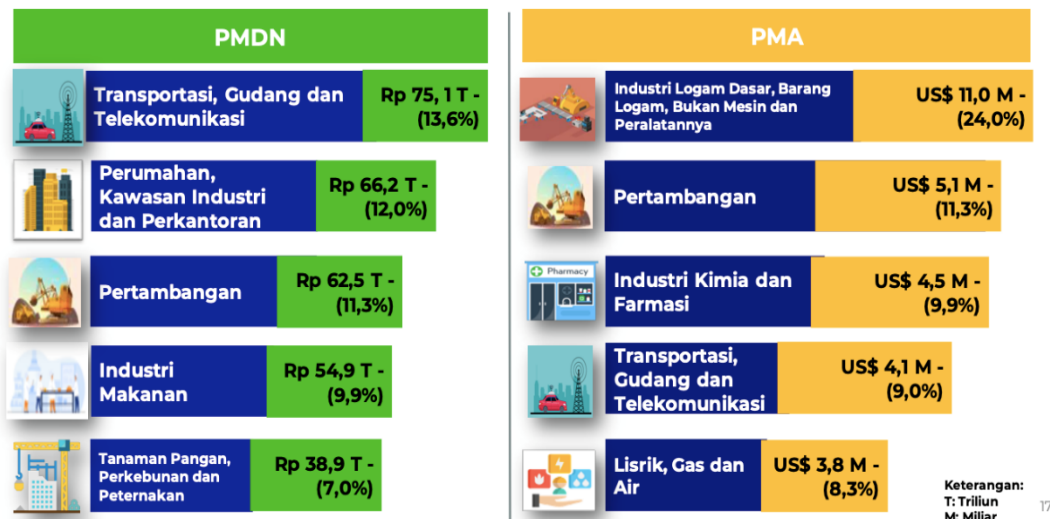 PMDN
Transportasi, Gudang dan
Telekomunikasi
Rp 75, 1 T -
(13,6%)
Perumahan,
Kawasan Industri
dan Perkantoran
Rp 66,2 T -
(12,0%)
Pertambangan
Rp 62,5 T -
(11,3%)
Industri
Makanan
Rp 54,9 T -
(9,9%)
Tanaman Pangan,
Perkebunan dan
Peternakan
Rp 38,9 T -
(7,0%)
PMA
Industri Logam Dasar, Barang
Logam, Bukan Mesin dan
Peralatannya
US$ 11,0 M -
(24,0%)
Pertambangan
US$ 5,1 M -
(11,3%)
Pharmacy
Industri Kimia dan
Farmasi
US$ 4,5 M -
(9,9%)
Transportasi,
Gudang dan
Telekomunikasi
US$ 4,1 M -
(9,0%)
Lisrik, Gas dan
Air
US$ 3,8 M -
(8,3%)
Keterangan:
T: Triliun
M: Miliar
17